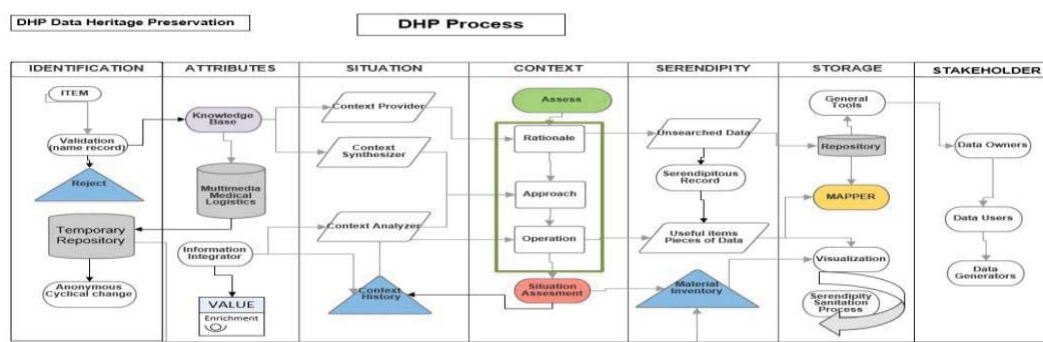 DHP Data Heritage Preservation
DHP Process
IDENTIFICATION
ATTRIBUTES
SITUATION
CONTEXT
SERENDIPITY
STORAGE
STAKEHOLDER
ITEM
Validation
(name record)
Reject
Temporary
Repository
Anonymous
Cyclical change
Knowledge
Base
Multimedia
Medical
Logistics
Information
Integrator
VALUE
Enrichment
Context Provider
Context
Synthesizer
Context Analyzer
Context
History
Assess
Rationale
Approach
Operation
Situation
Assesment
Unsearched Data
Serendipitous
Record
Useful items
Pieces of Data
Material
Inventory
General
Tools
Repository
MAPPER
Visualization
Serendipity
Sanitation
Process
Data Owners
Data Users
Data
Generators